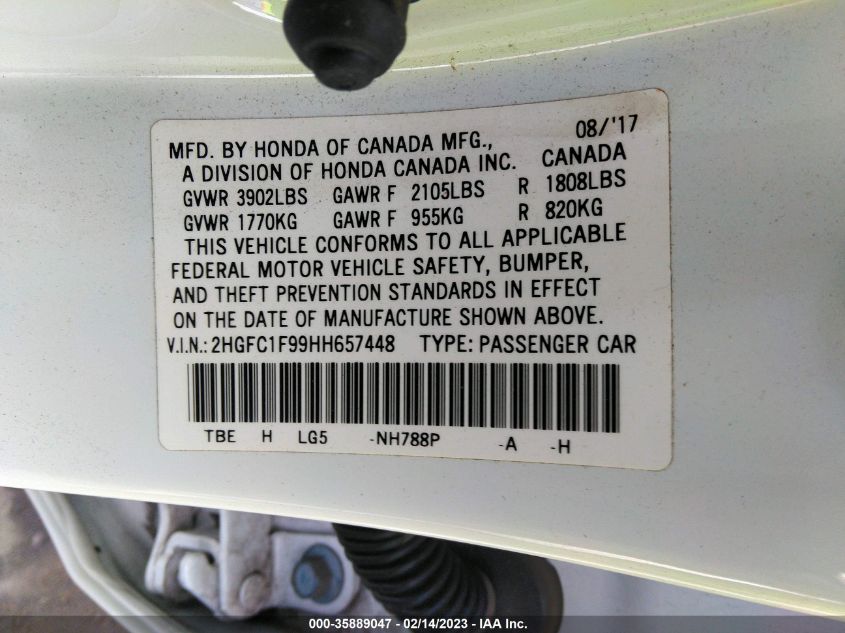 MFD. BY HONDA OF CANADA MFG., 08/'17
A DIVISION OF HONDA CANADA INC. CANADA
GVWR 3902LBS GAWR F 2105LBS R 1808LBS
GVWR 1770KG GAWR F 955KG R 820KG
THIS VEHICLE CONFORMS TO ALL APPLICABLE
FEDERAL MOTOR VEHICLE SAFETY, BUMPER,
AND THEFT PREVENTION STANDARDS IN EFFECT
ON THE DATE OF MANUFACTURE SHOWN ABOVE.
V.I.N.: 2HGFC1F99HH657448 TYPE: PASSENGER CAR
TBE H LG5 -NH788P -A -H
000-35889047 - 02/14/2023 - IAA Inc.